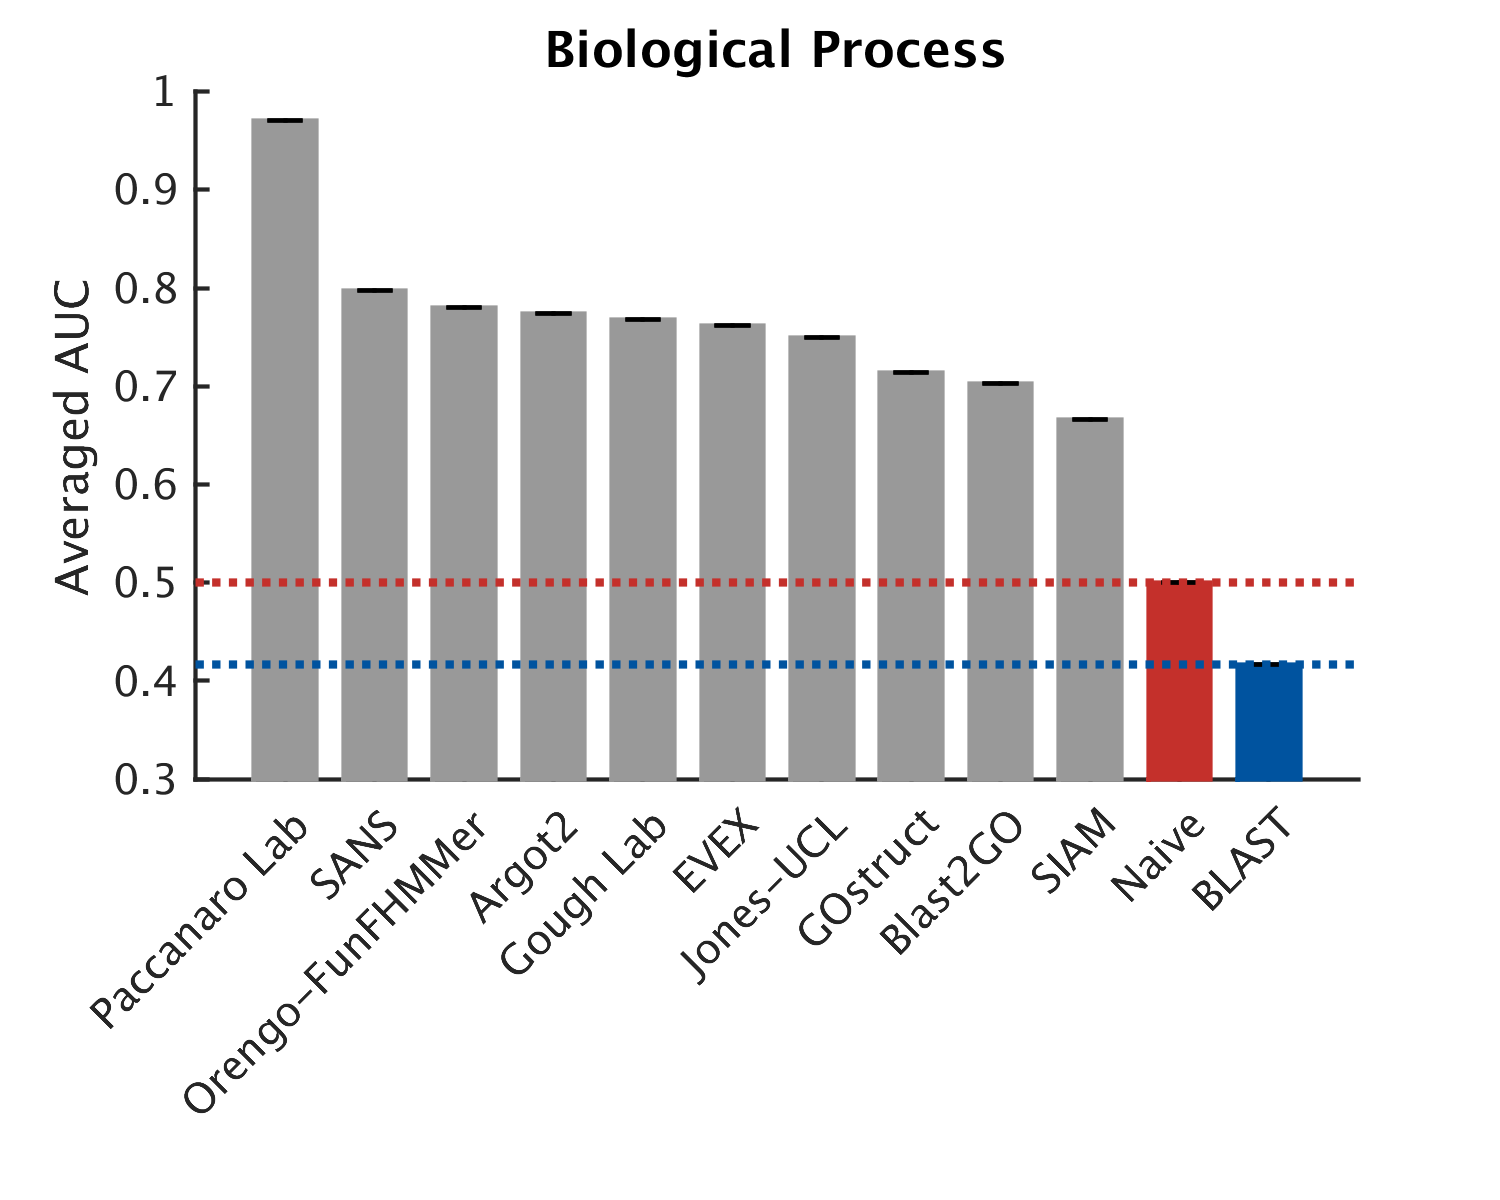 Biological Process
Averaged AUC
1
0.9
0.8
0.7
0.6
0.5
0.4
0.3
Paccanaro Lab
SANS
Orengo−FunFHMMer
Argot2
Gough Lab
EVEX
Jones−UCL
GOstruct
Blast2GO
SIAM
Naive
BLAST